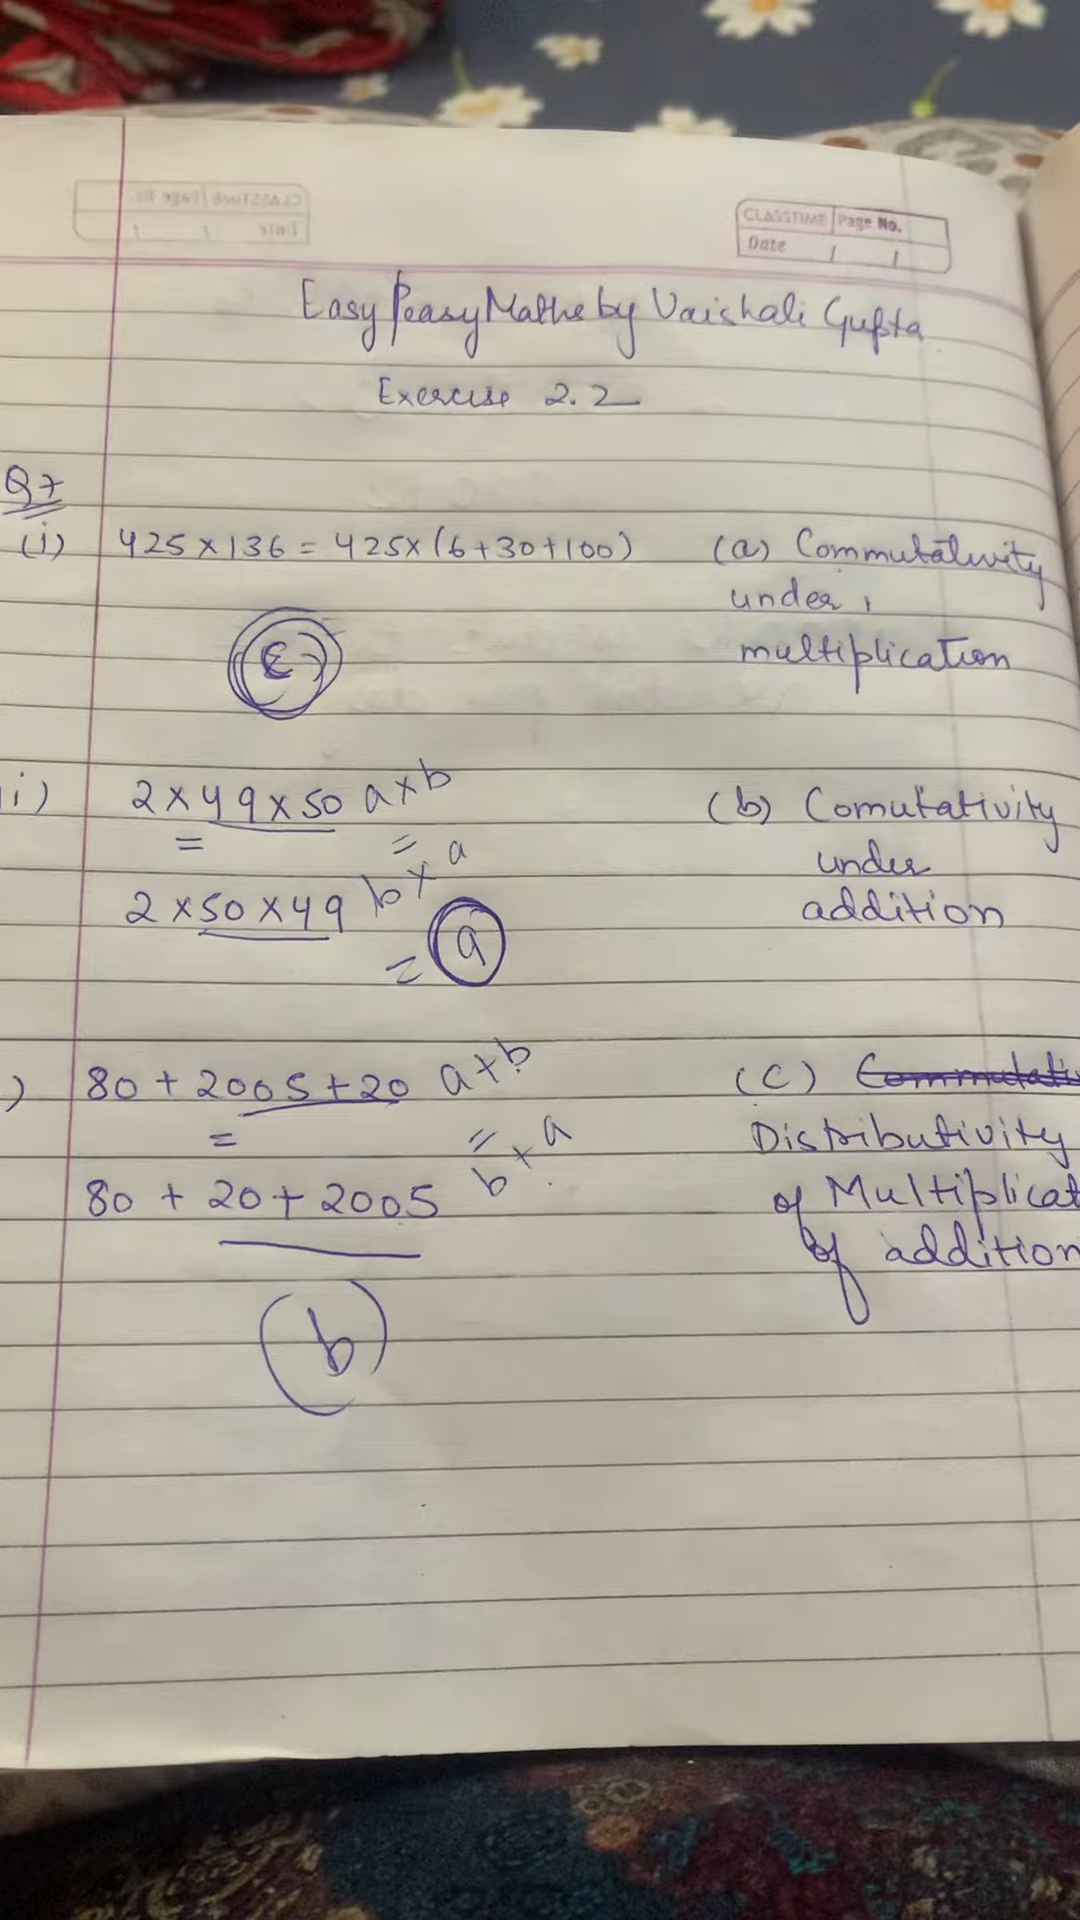 CLASSTIME Page No.
Date / /
Easy Peasy Maths by Vaishali Gupta
Exercise 2.2
Q7
(i) 425×136 = 425×(6+30+100) (a) Commutativity
under
multiplication
i) 2×49×50 a×b (b) Comutativity
= = under
2×50×49 b×a addition
= a
) 80+2005+20 a+b (c) Commutati
= = Distributivity
80+20+2005 b+a of Multiplicat
of addition
b